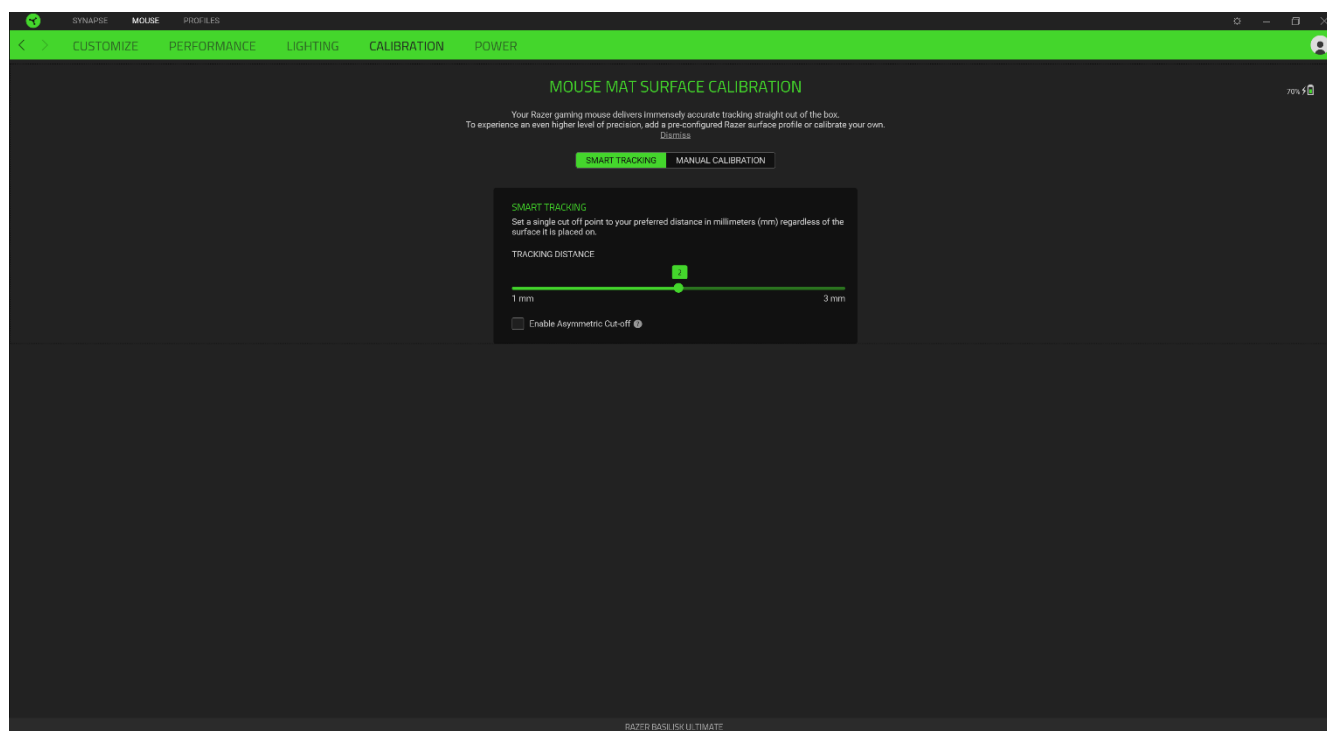 SYNAPSE MOUSE PROFILES
CUSTOMIZE PERFORMANCE LIGHTING CALIBRATION POWER
MOUSE MAT SURFACE CALIBRATION
70%
Your Razer gaming mouse delivers immensely accurate tracking straight out of the box.
To experience an even higher level of precision, add a pre-configured Razer surface profile or calibrate your own.
Dismiss
SMART TRACKING MANUAL CALIBRATION
SMART TRACKING
Set a single cut off point to your preferred distance in millimeters (mm) regardless of the
surface it is placed on.
TRACKING DISTANCE
2
1 mm 3 mm
Enable Asymmetric Cut-off ?
RAZER BASILISK ULTIMATE